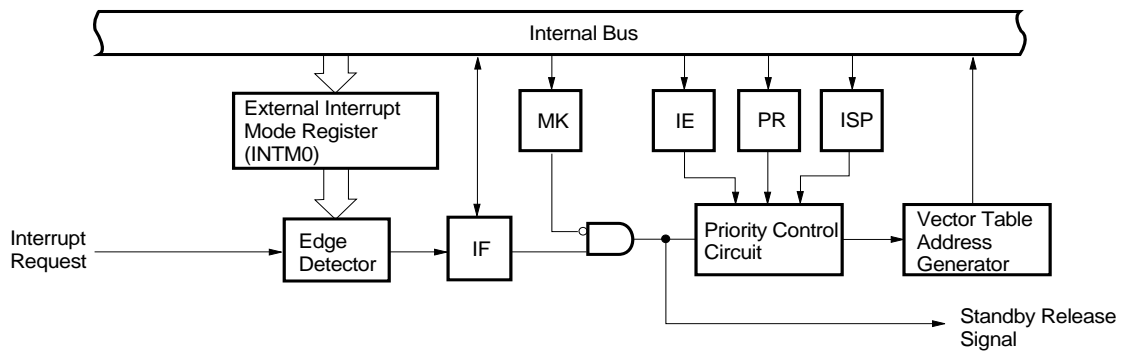 Internal Bus
External Interrupt
Mode Register
(INTM0)
MK
IE
PR
ISP
Interrupt
Request
Edge
Detector
IF
Priority Control
Circuit
Vector Table
Address
Generator
Standby Release
Signal